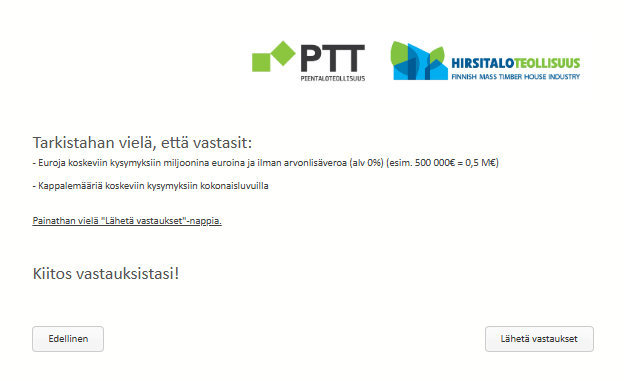 PTT
PIENTALOTEOLLISUUS
HIRSITALOTEOLLISUUS
FINNISH MASS TIMBER HOUSE INDUSTRY
Tarkistahan vielä, että vastasit:
- Euroja koskeviin kysymyksiin miljoonina euroina ja ilman arvonlisäveroa (alv 0%) (esim. 500 000€ = 0,5 M€)
- Kappalemääriä koskeviin kysymyksiin kokonaisluvuilla
Painathan vielä "Lähetä vastaukset"-nappia.
Kiitos vastauksistasi!
Edellinen
Lähetä vastaukset